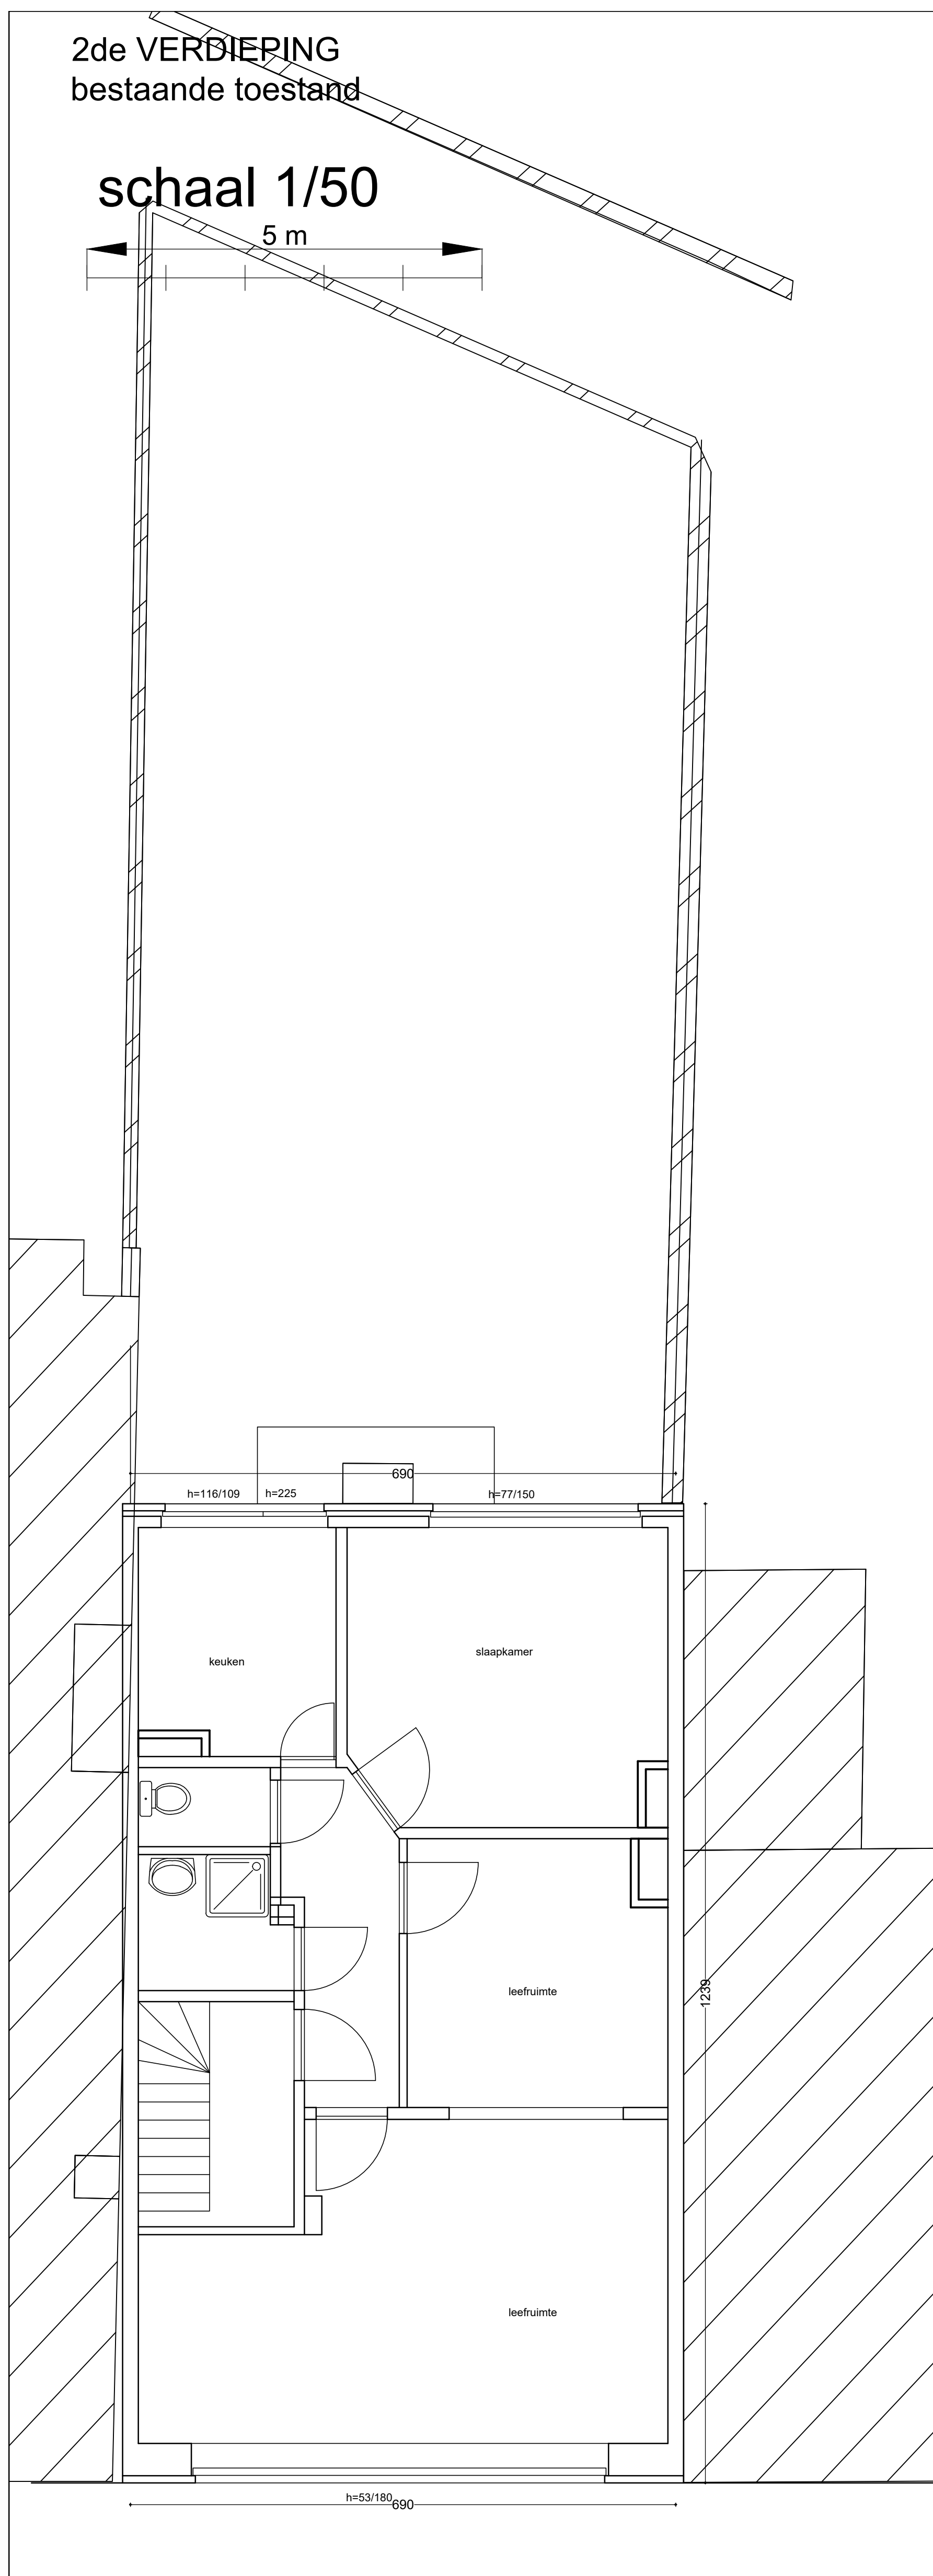 2de VERDIEPING
bestaande toestand
schaal 1/50
5 m
690
h=116/109
h=225
h=77/150
keuken
slaapkamer
leefruimte
1239
leefruimte
h=53/180
690